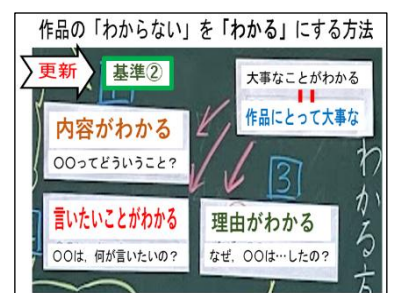 作品の「わからない」を「わかる」にする方法
更新
基準②
大事なことがわかる
作品にとって大事な
内容がわかる
〇〇ってどういうこと？
3
言いたいことがわかる
〇〇は、何が言いたいの？
理由がわかる
なぜ、〇〇は…したの？
わかる方